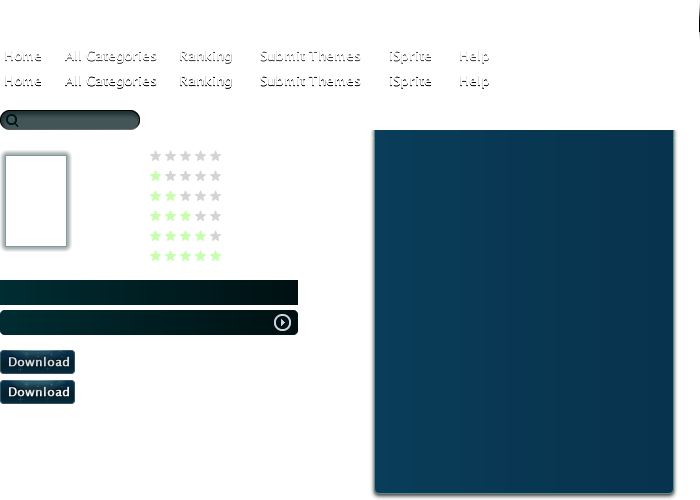 Home All Categories Ranking Submit Themes iSprite Help
Home All Categories Ranking Submit Themes iSprite Help
Download
Download